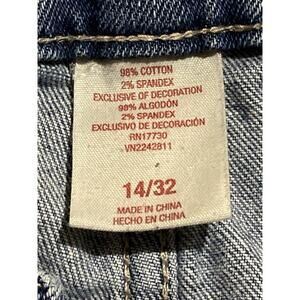 98% COTTON
2% SPANDEX
EXCLUSIVE OF DECORATION
98% ALGODÓN
2% SPANDEX
EXCLUSIVO DE DECORACIÓN
RN17730
VN2242811
14/32
MADE IN CHINA
HECHO EN CHINA